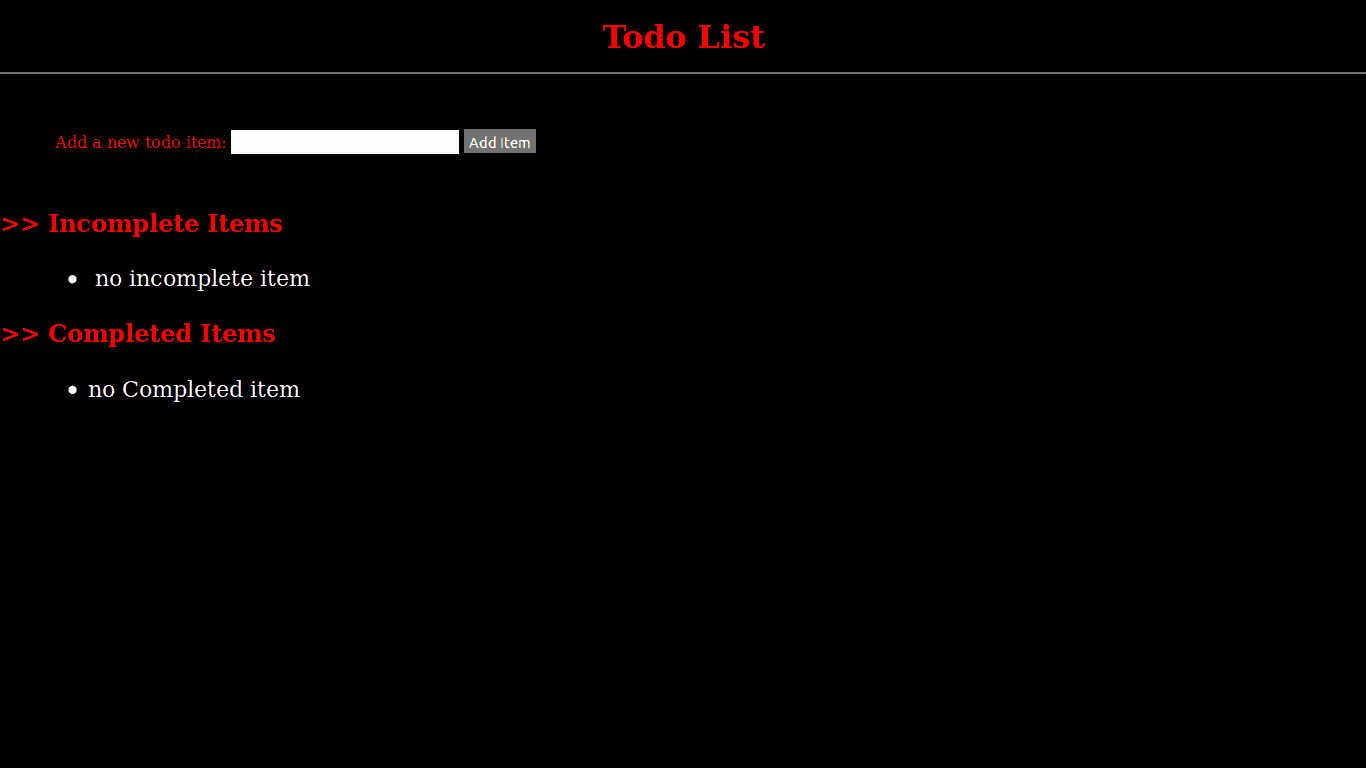 Todo List
Add a new todo item: Add Item
>> Incomplete Items
• no incomplete item
>> Completed Items
• no Completed item